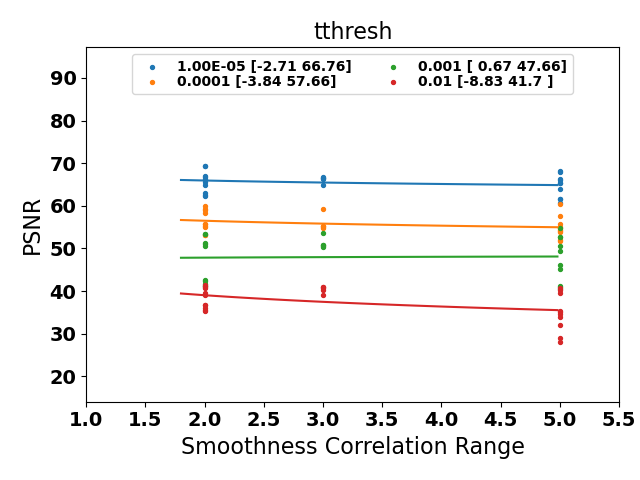 tthresh
1.00E-05 [-2.71 66.76]
0.0001 [-3.84 57.66]
0.001 [ 0.67 47.66]
0.01 [-8.83 41.7 ]
PSNR
90
80
70
60
50
40
30
20
1.0 1.5 2.0 2.5 3.0 3.5 4.0 4.5 5.0 5.5
Smoothness Correlation Range